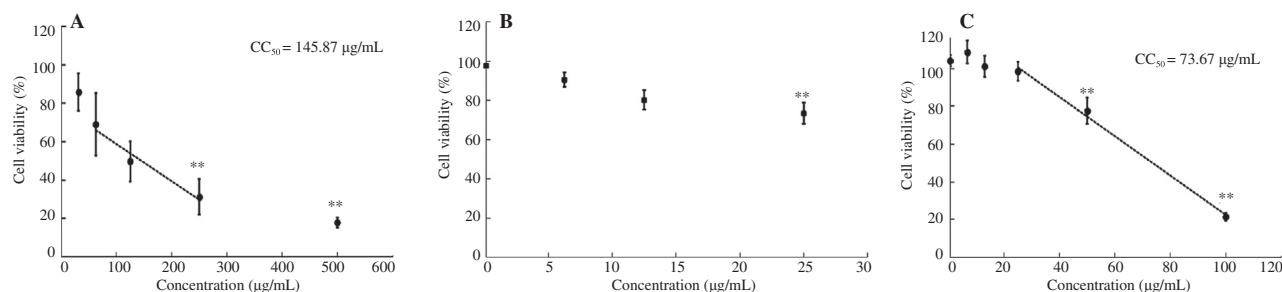 A
CC₅₀ = 145.87 µg/mL
Cell viability (%)
120
100
80
60
40
20
0
**
**
0 100 200 300 400 500 600
Concentration (µg/mL)
B
Cell viability (%)
120
100
80
60
40
20
0
**
0 5 10 15 20 25 30
Concentration (µg/mL)
C
CC₅₀ = 73.67 µg/mL
Cell viability (%)
120
100
80
60
40
20
0
**
**
0 20 40 60 80 100 120
Concentration (µg/mL)